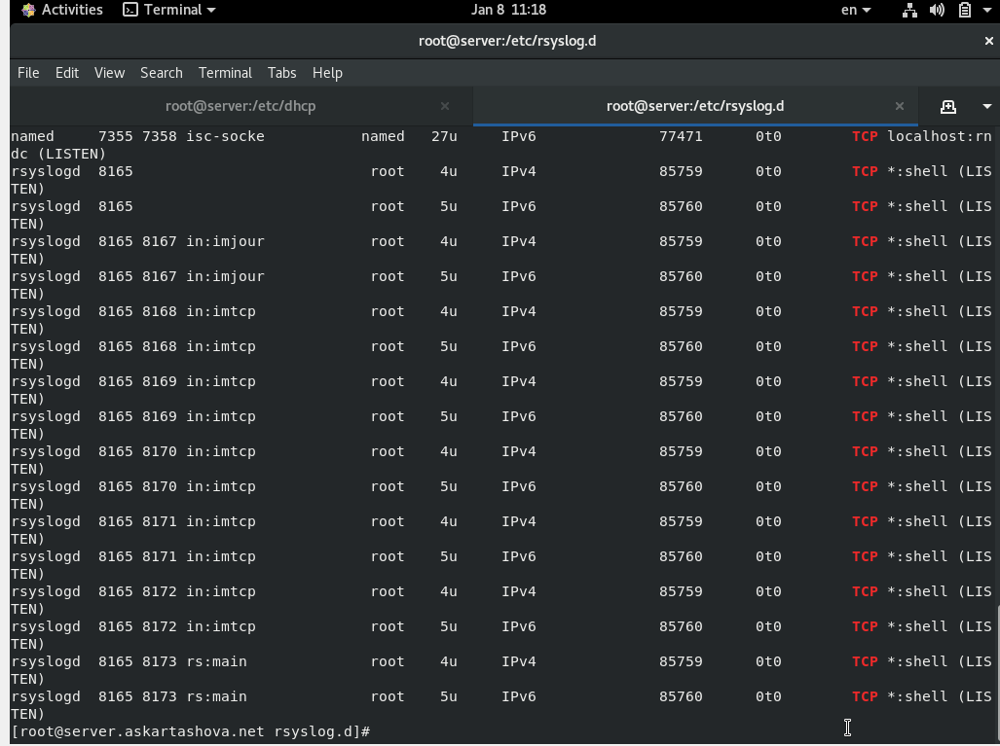 Activities Terminal Jan 8 11:18 en
root@server:/etc/rsyslog.d
File Edit View Search Terminal Tabs Help
root@server:/etc/dhcp root@server:/etc/rsyslog.d
named 7355 7358 isc-socke named 27u IPv6 77471 0t0 TCP localhost:rn
dc (LISTEN)
rsyslogd 8165 root 4u IPv4 85759 0t0 TCP *:shell (LIS
TEN)
rsyslogd 8165 root 5u IPv6 85760 0t0 TCP *:shell (LIS
TEN)
rsyslogd 8165 8167 in:imjour root 4u IPv4 85759 0t0 TCP *:shell (LIS
TEN)
rsyslogd 8165 8167 in:imjour root 5u IPv6 85760 0t0 TCP *:shell (LIS
TEN)
rsyslogd 8165 8168 in:imtcp root 4u IPv4 85759 0t0 TCP *:shell (LIS
TEN)
rsyslogd 8165 8168 in:imtcp root 5u IPv6 85760 0t0 TCP *:shell (LIS
TEN)
rsyslogd 8165 8169 in:imtcp root 4u IPv4 85759 0t0 TCP *:shell (LIS
TEN)
rsyslogd 8165 8169 in:imtcp root 5u IPv6 85760 0t0 TCP *:shell (LIS
TEN)
rsyslogd 8165 8170 in:imtcp root 4u IPv4 85759 0t0 TCP *:shell (LIS
TEN)
rsyslogd 8165 8170 in:imtcp root 5u IPv6 85760 0t0 TCP *:shell (LIS
TEN)
rsyslogd 8165 8171 in:imtcp root 4u IPv4 85759 0t0 TCP *:shell (LIS
TEN)
rsyslogd 8165 8171 in:imtcp root 5u IPv6 85760 0t0 TCP *:shell (LIS
TEN)
rsyslogd 8165 8172 in:imtcp root 4u IPv4 85759 0t0 TCP *:shell (LIS
TEN)
rsyslogd 8165 8172 in:imtcp root 5u IPv6 85760 0t0 TCP *:shell (LIS
TEN)
rsyslogd 8165 8173 rs:main root 4u IPv4 85759 0t0 TCP *:shell (LIS
TEN)
rsyslogd 8165 8173 rs:main root 5u IPv6 85760 0t0 TCP *:shell (LIS
TEN)
[root@server.askartashova.net rsyslog.d]#